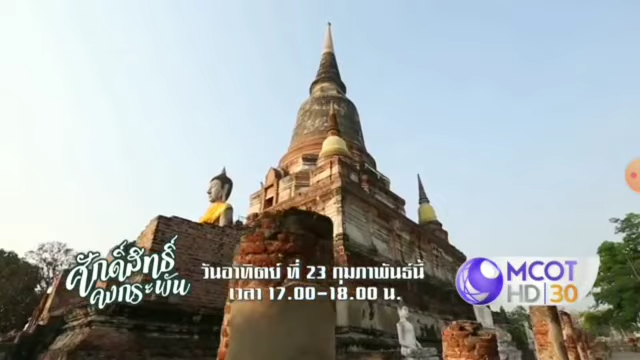 ศักดิ์สิทธิ์
คงกระพัน
วันอาทิตย์ ที่ 23 กุมภาพันธ์นี้
เวลา 17.00-18.00 น.
MCOT
HD 30